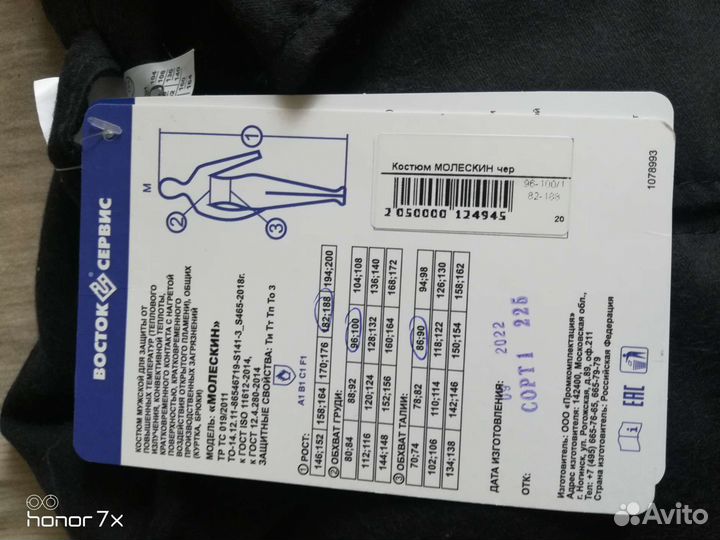 ВОСТОК СЕРВИС
КОСТЮМ МУЖСКОЙ ДЛЯ ЗАЩИТЫ ОТ
ПОВЫШЕННЫХ ТЕМПЕРАТУР (ТЕПЛОВОГО
ИЗЛУЧЕНИЯ, КОНВЕКТИВНОЙ ТЕПЛОТЫ,
КРАТКОВРЕМЕННОГО КОНТАКТА С НАГРЕТОЙ
ПОВЕРХНОСТЬЮ, КРАТКОВРЕМЕННОГО
ВОЗДЕЙСТВИЯ ОТКРЫТОГО ПЛАМЕНИ), ОБЩИХ
ПРОИЗВОДСТВЕННЫХ ЗАГРЯЗНЕНИЙ
(КУРТКА, БРЮКИ)
МОДЕЛЬ: «МОЛЕСКИН»
ТР ТС 019/2011
ТО-14.12.11-86546719-S141-3_S465-2018г.
к ГОСТ ISO 11612-2014,
к ГОСТ 12.4.280-2014
ЗАЩИТНЫЕ СВОЙСТВА: Ти Тт Тп То З
A1 B1 C1 F1
М
1
2
3
① РОСТ:
146;152 158;164 170;176 182;188 194;200
② ОБХВАТ ГРУДИ:
80;84 88;92 96;100 104;108
112;116 120;124 128;132 136;140
144;148 152;156 160;164 168;172
③ ОБХВАТ ТАЛИИ:
70;74 78;82 86;90 94;98
102;106 110;114 118;122 126;130
134;138 142;146 150;154 158;162
Костюм МОЛЕСКИН чер
96-100/1
82-188
2 050000 124945
20
1078993
ДАТА ИЗГОТОВЛЕНИЯ: 09 2022
ОТК: СОРТ1 225
Изготовитель: ООО «Промкомплектация»
Адрес изготовителя: 142400, Московская обл.,
г. Ногинск, ул. Рогожская, д.89, оф.211
Тел: +7 (495) 665-76-65, 665-79-79
Страна изготовитель: Российская Федерация
EAC
honor 7x
Avito